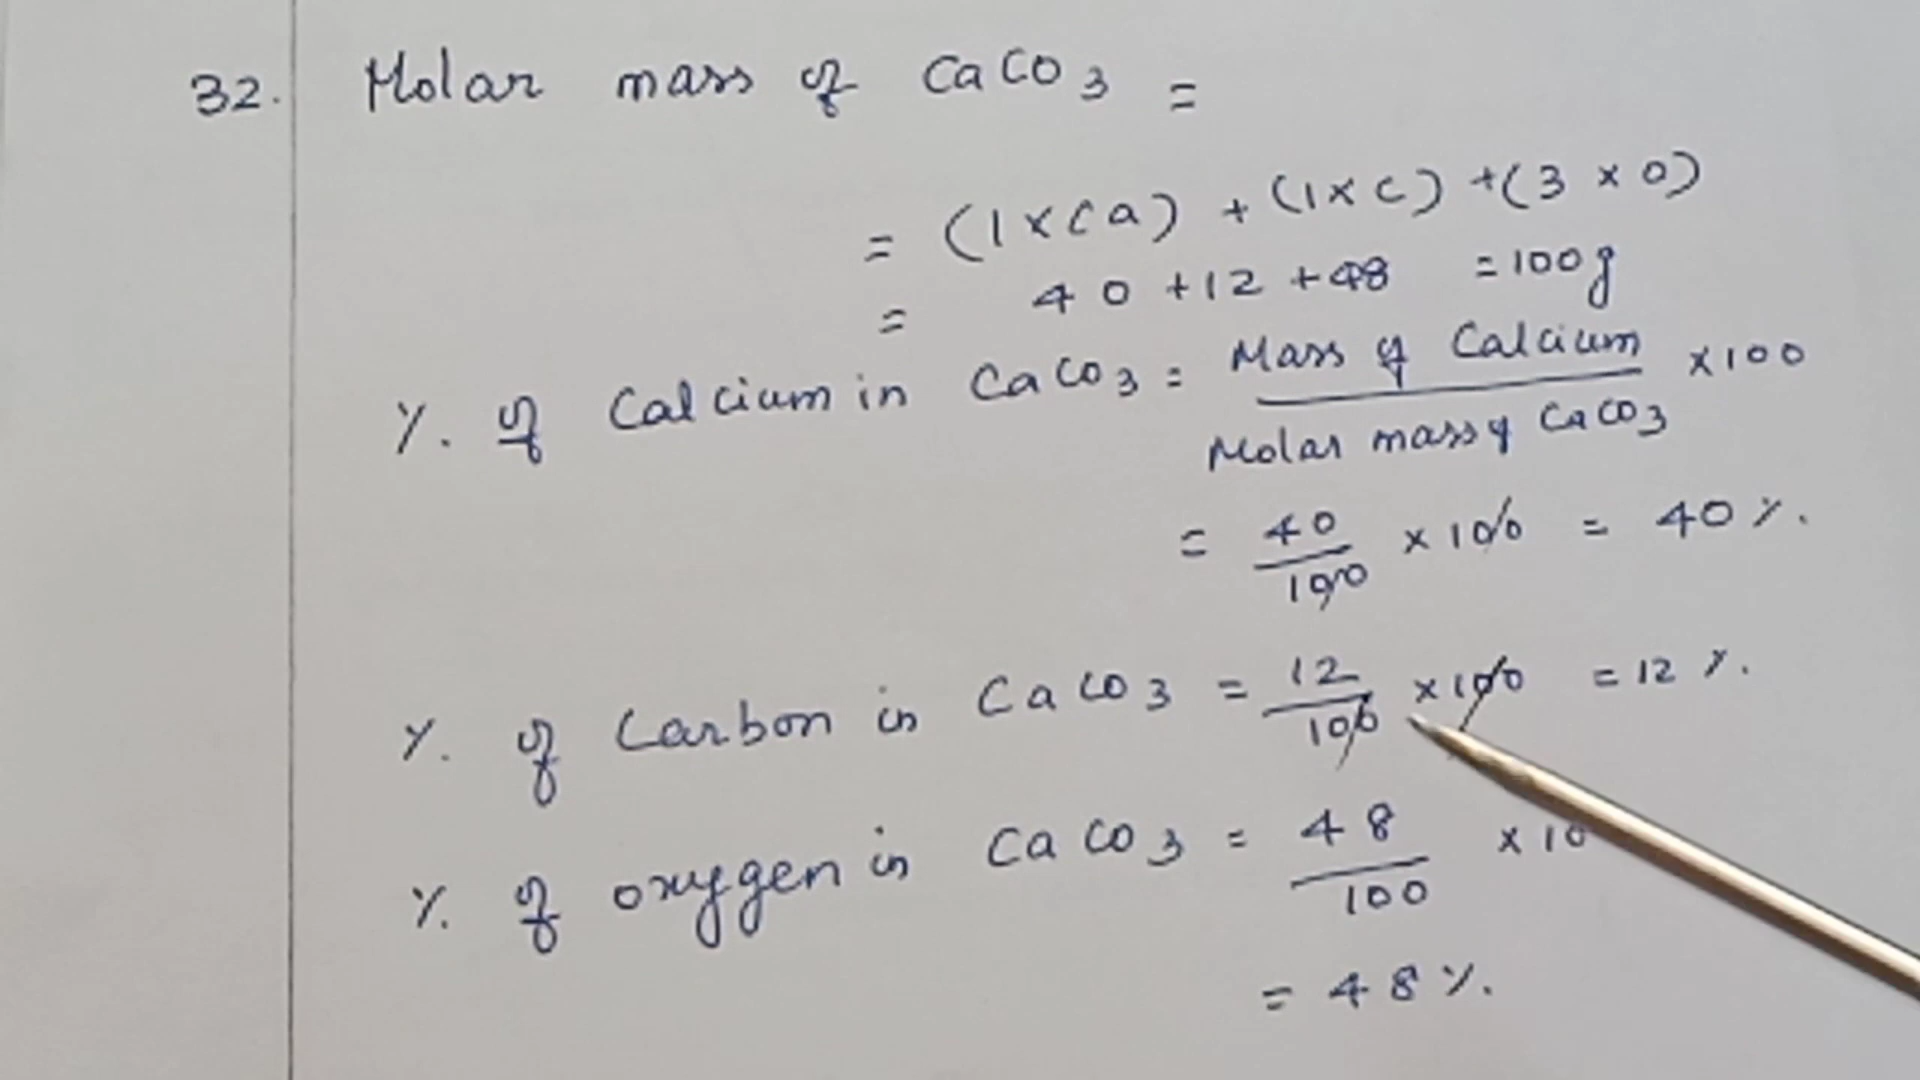 32. Molar mass of CaCO3 =
= (1 x Ca) + (1 x C) + (3 x O)
= 40 + 12 + 48 = 100g
% of Calcium in CaCO3 = Mass of Calcium x 100
Molar mass of CaCO3
= 40 x 100 = 40 %.
100
% of Carbon in CaCO3 = 12 x 100 = 12 %.
100
% of oxygen in CaCO3 = 48 x 10
100
= 48 %.